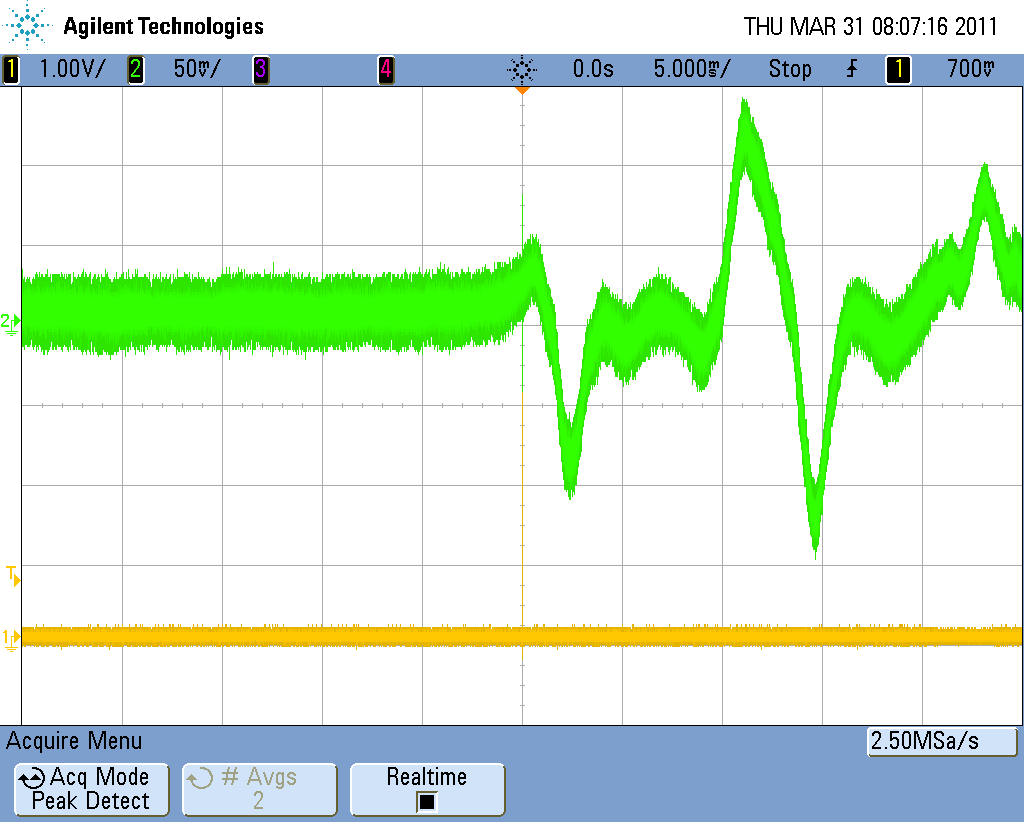 Agilent Technologies THU MAR 31 08:07:16 2011
1 1.00V/ 2 50mV/ 3 4 0.0s 5.000ms/ Stop 1 700mV
2
T
1
Acquire Menu 2.50MSa/s
Acq Mode # Avgs Realtime
Peak Detect 2